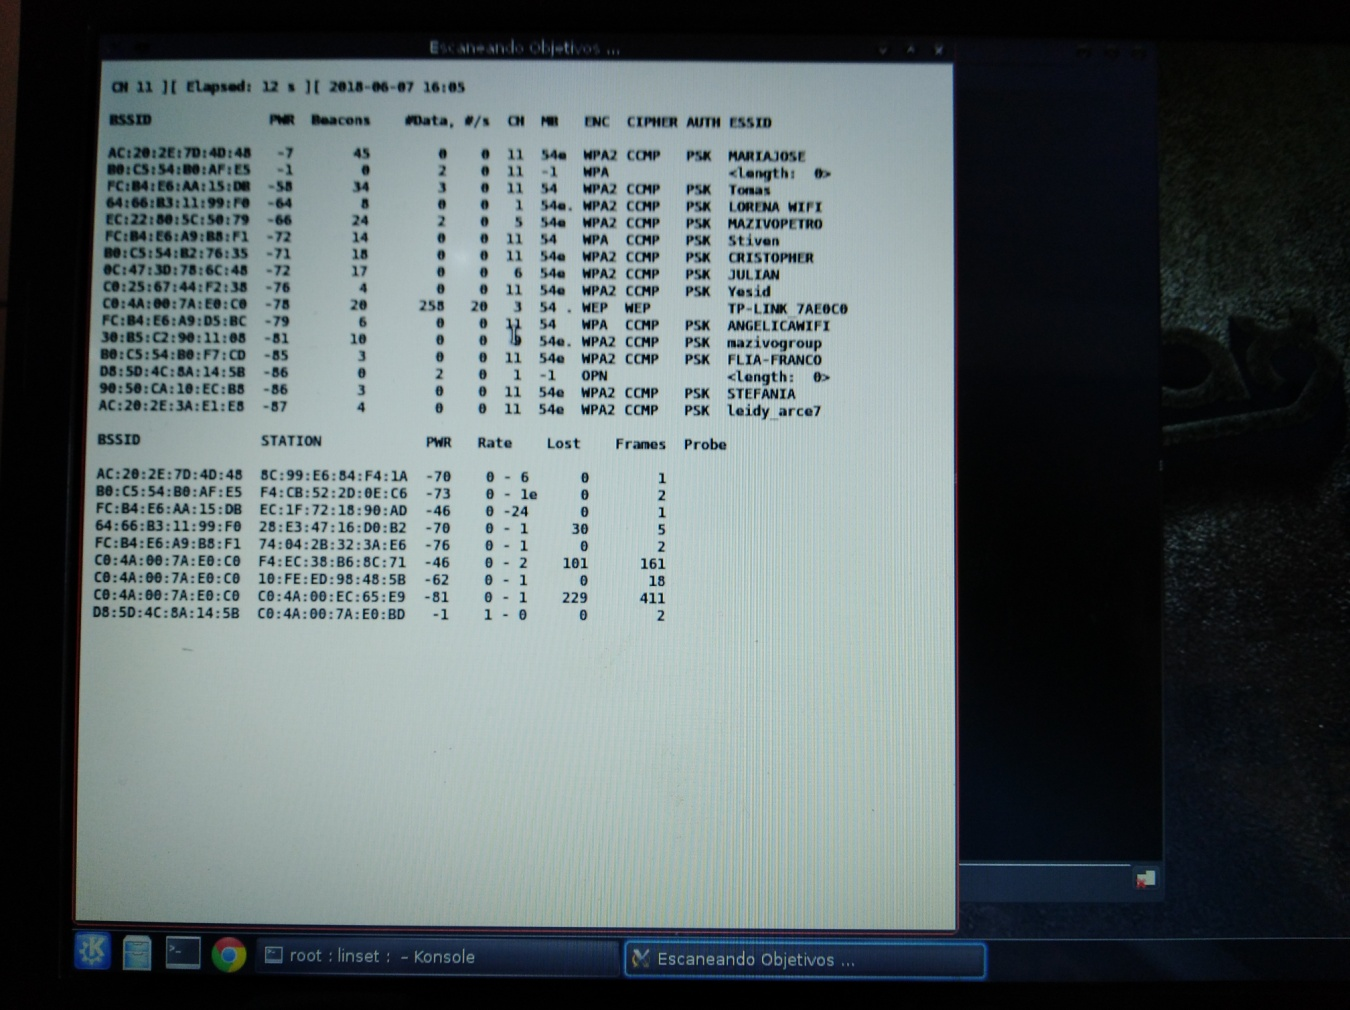 Escaneando Objetivos ...
CH 11 ][ Elapsed: 12 s ][ 2018-06-07 16:05
BSSID PWR Beacons #Data, #/s CH MB ENC CIPHER AUTH ESSID
AC:20:2E:7D:4D:48 -7 45 0 0 11 54e WPA2 CCMP PSK MARIAJOSE
B0:C5:54:B0:AF:E5 -1 0 2 0 11 -1 WPA <length: 0>
FC:B4:E6:AA:15:DB -58 34 3 0 11 54 WPA2 CCMP PSK Tomas
64:66:B3:11:99:F0 -64 8 0 0 1 54e. WPA2 CCMP PSK LORENA WIFI
EC:22:80:5C:50:79 -66 24 2 0 5 54e WPA2 CCMP PSK MAZIVOPETRO
FC:B4:E6:A9:B8:F1 -72 14 0 0 11 54 WPA CCMP PSK Stiven
B0:C5:54:B2:76:35 -71 18 0 0 11 54e WPA2 CCMP PSK CRISTOPHER
0C:47:3D:78:6C:48 -72 17 0 0 6 54e WPA2 CCMP PSK JULIAN
C0:25:67:44:F2:38 -76 4 0 0 11 54e WPA2 CCMP PSK Yesid
C0:4A:00:7A:E0:C0 -78 20 258 20 3 54 . WEP WEP TP-LINK_7AE0C0
FC:B4:E6:A9:D5:BC -79 6 0 0 11 54 WPA CCMP PSK ANGELICAWIFI
30:B5:C2:90:11:08 -81 10 0 0 9 54e. WPA2 CCMP PSK mazivogroup
B0:C5:54:B0:F7:CD -85 3 0 0 11 54e WPA2 CCMP PSK FLIA-FRANCO
D8:5D:4C:8A:14:5B -86 0 2 0 1 -1 OPN <length: 0>
90:50:CA:10:EC:B8 -86 3 0 0 11 54e WPA2 CCMP PSK STEFANIA
AC:20:2E:3A:E1:E8 -87 4 0 0 11 54e WPA2 CCMP PSK leidy_arce7
BSSID STATION PWR Rate Lost Frames Probe
AC:20:2E:7D:4D:48 8C:99:E6:84:F4:1A -70 0 - 6 0 1
B0:C5:54:B0:AF:E5 F4:CB:52:2D:0E:C6 -73 0 - 1e 0 2
FC:B4:E6:AA:15:DB EC:1F:72:18:90:AD -46 0 -24 0 1
64:66:B3:11:99:F0 28:E3:47:16:D0:B2 -70 0 - 1 30 5
FC:B4:E6:A9:B8:F1 74:04:2B:32:3A:E6 -76 0 - 1 0 2
C0:4A:00:7A:E0:C0 F4:EC:38:B6:8C:71 -46 0 - 2 101 161
C0:4A:00:7A:E0:C0 10:FE:ED:98:48:5B -62 0 - 1 0 18
C0:4A:00:7A:E0:C0 C0:4A:00:EC:65:E9 -81 0 - 1 229 411
D8:5D:4C:8A:14:5B C0:4A:00:7A:E0:BD -1 1 - 0 0 2
root : linset : - Konsole
Escaneando Objetivos ...